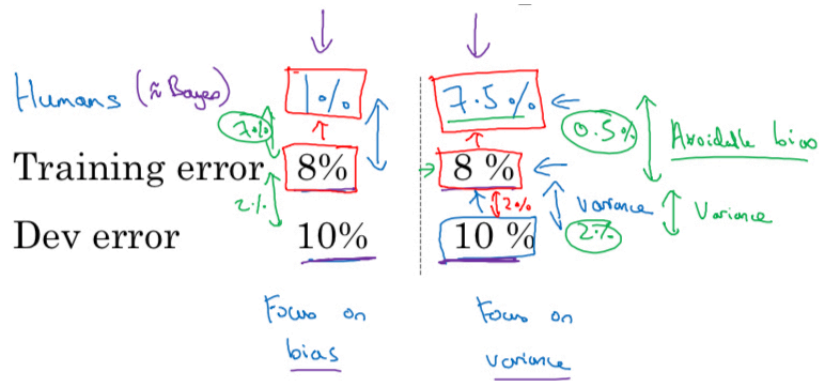 Humans (≈ Bayes) 1% 7.5%
7% 0.5% Avoidable bias
Training error 8% 8 %
2% 2% Variance Variance
Dev error 10% 10 % 2%
Focus on Focus on
bias variance